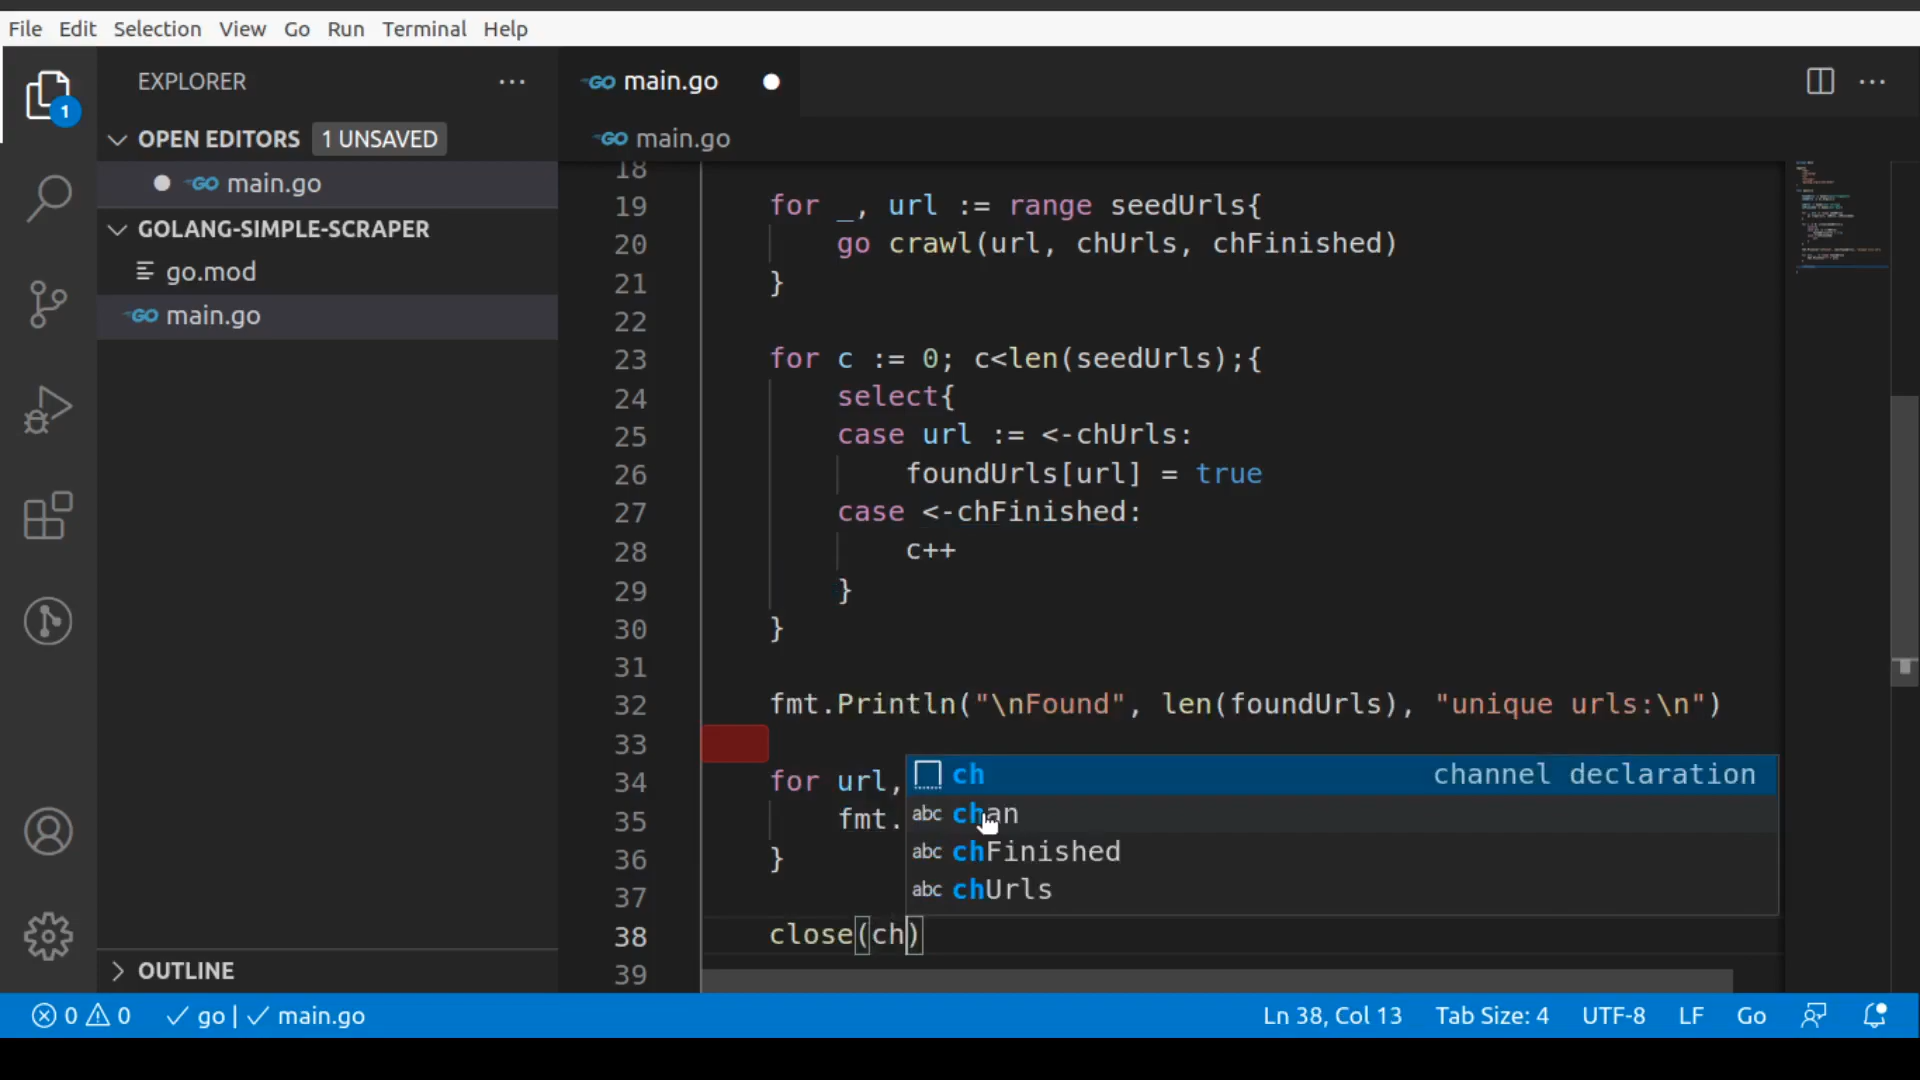 File Edit Selection View Go Run Terminal Help
EXPLORER
OPEN EDITORS 1 UNSAVED
GO main.go
GOLANG-SIMPLE-SCRAPER
go.mod
GO main.go
OUTLINE
1
GO main.go
GO main.go
18
19 for _, url := range seedUrls{
20 go crawl(url, chUrls, chFinished)
21 }
22
23 for c := 0; c<len(seedUrls);{
24 select{
25 case url := <-chUrls:
26 foundUrls[url] = true
27 case <-chFinished:
28 c++
29 }
30 }
31
32 fmt.Println("\nFound", len(foundUrls), "unique urls:\n")
33
34 for url,
35 fmt.
36 }
37
38 close(ch)
39
ch channel declaration
abc chan
abc chFinished
abc chUrls
0 0 go | main.go Ln 38, Col 13 Tab Size: 4 UTF-8 LF Go